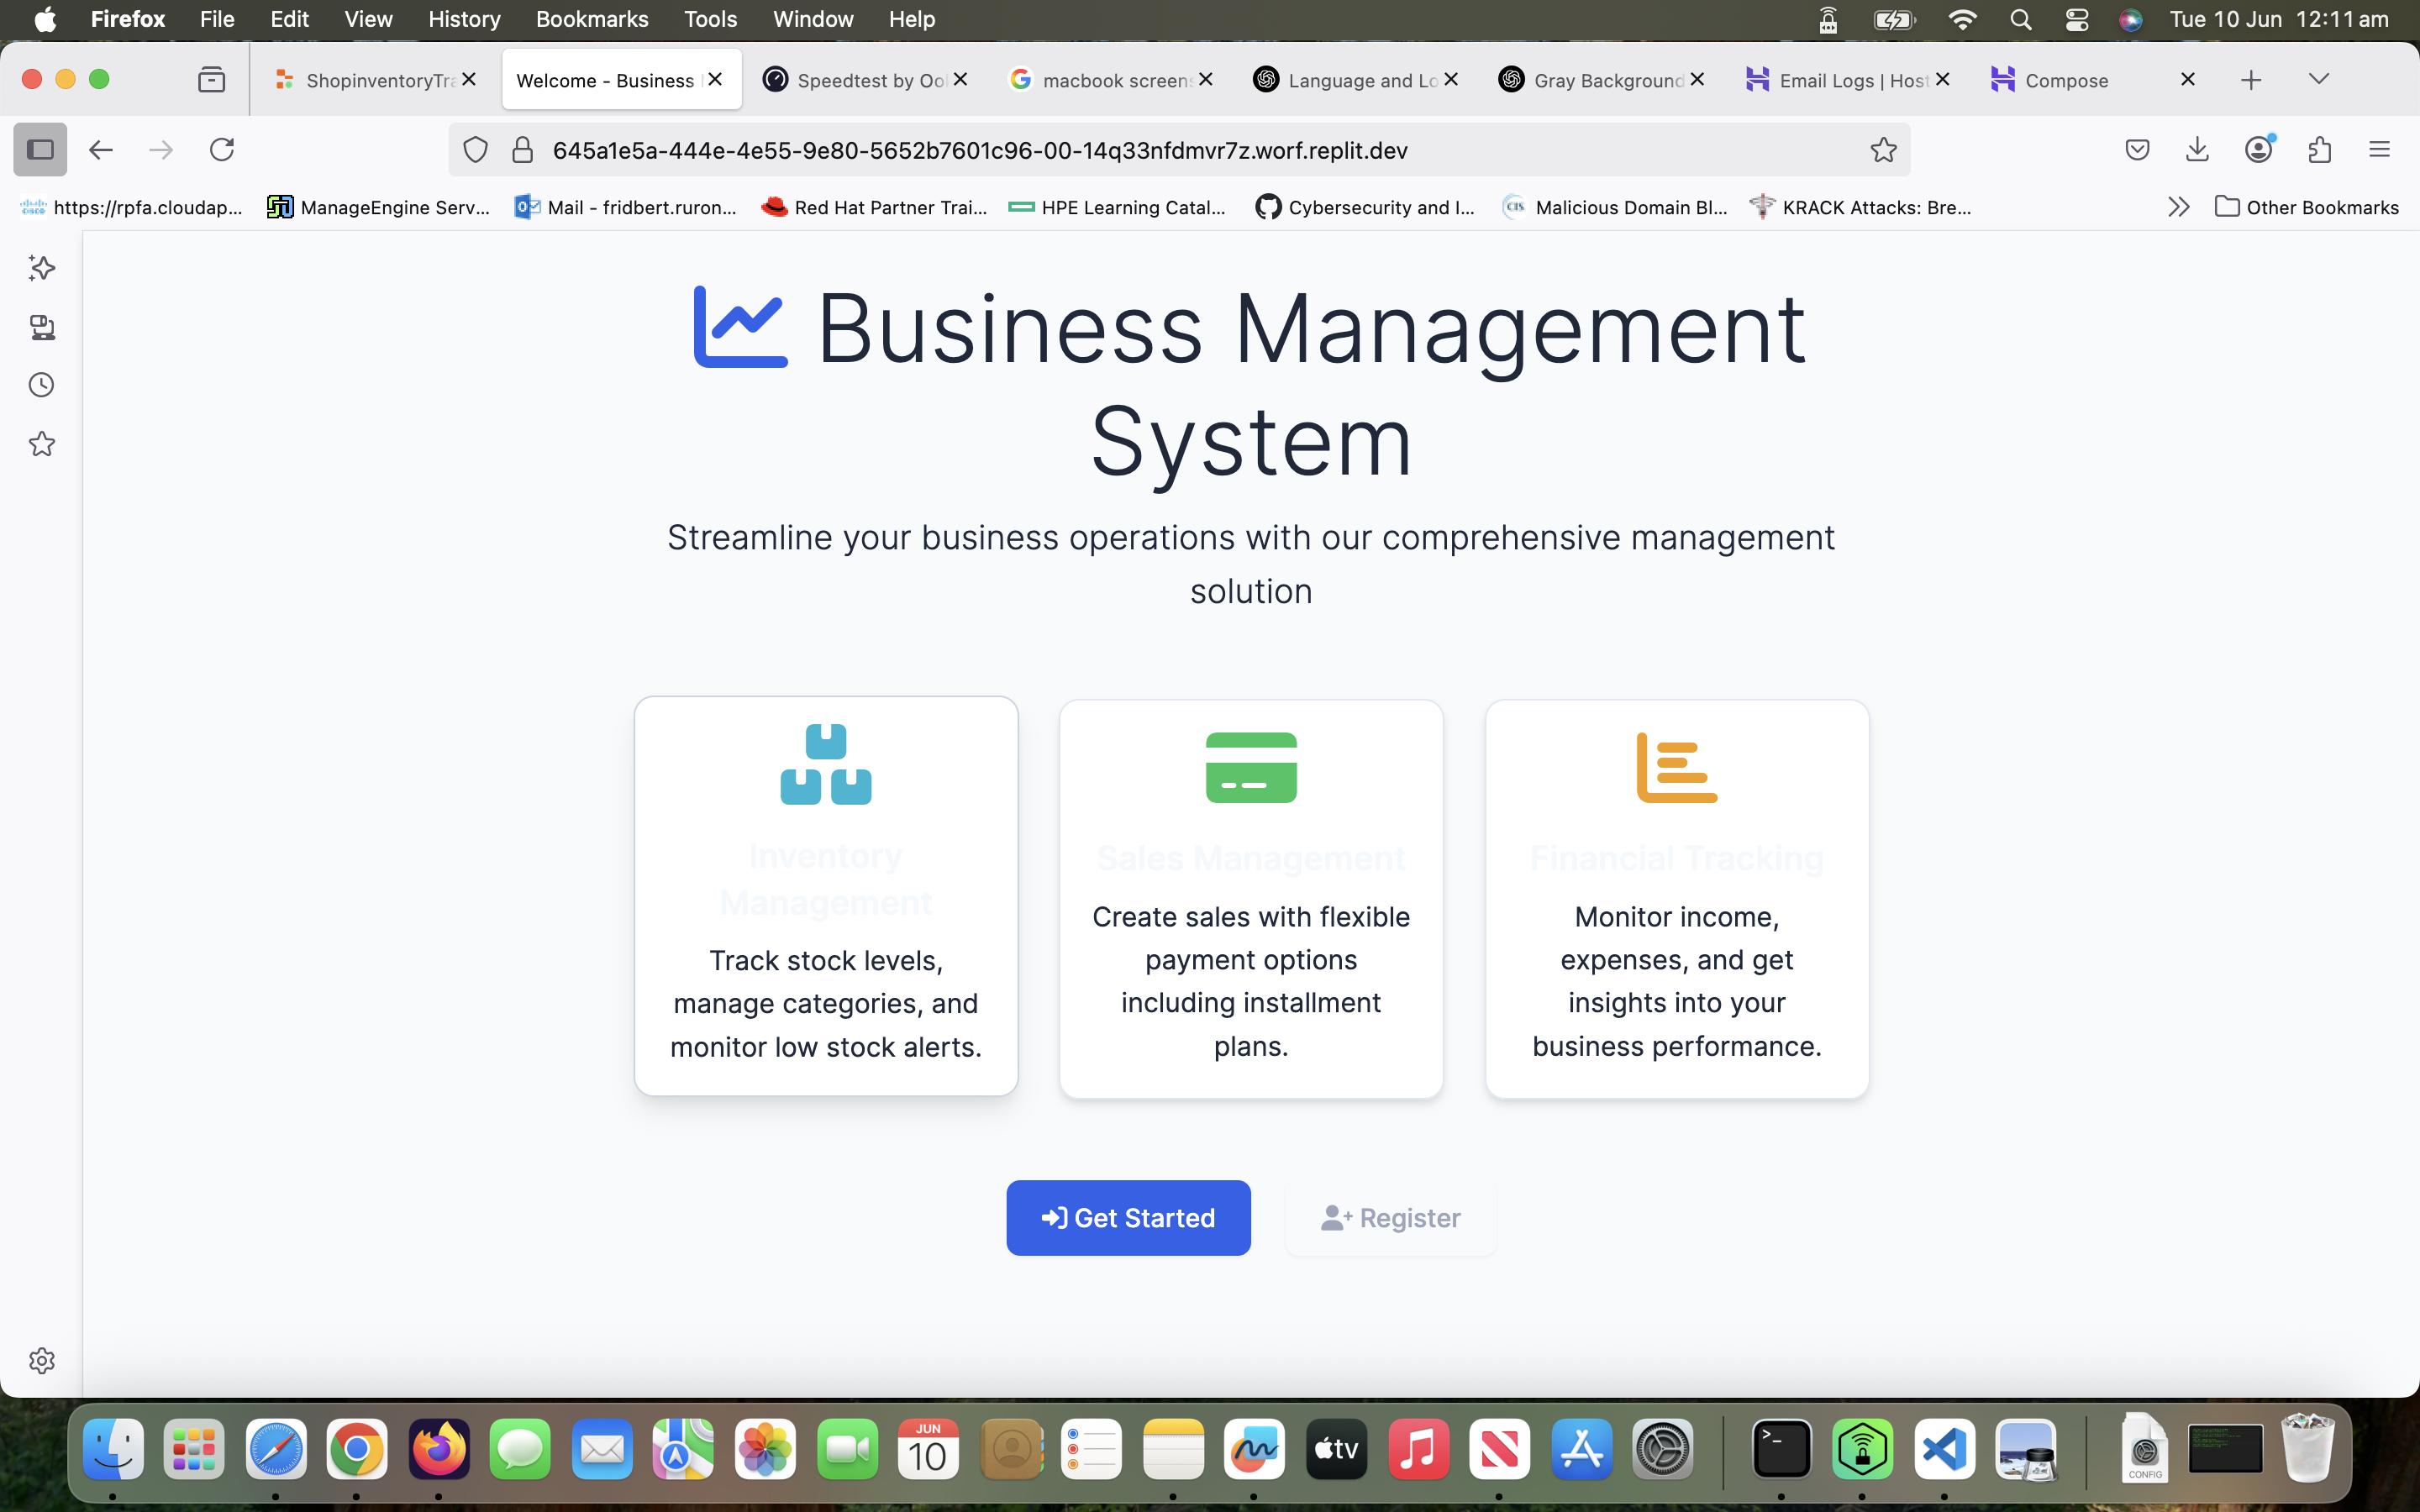 Firefox File Edit View History Bookmarks Tools Window Help Tue 10 Jun 12:11 am
ShopinventoryTra Welcome - Business Speedtest by Ool macbook screens Language and Lo Gray Background Email Logs | Host Compose
645a1e5a-444e-4e55-9e80-5652b7601c96-00-14q33nfdmvr7z.worf.replit.dev
https://rpfa.cloudap... ManageEngine Serv... Mail - fridbert.ruron... Red Hat Partner Trai... HPE Learning Catal... Cybersecurity and I... Malicious Domain Bl... KRACK Attacks: Bre... Other Bookmarks
Business Management
System
Streamline your business operations with our comprehensive management
solution
Inventory
Management
Track stock levels,
manage categories, and
monitor low stock alerts.
Sales Management
Create sales with flexible
payment options
including installment
plans.
Financial Tracking
Monitor income,
expenses, and get
insights into your
business performance.
Get Started
Register
JUN
10
tv
CONFIG